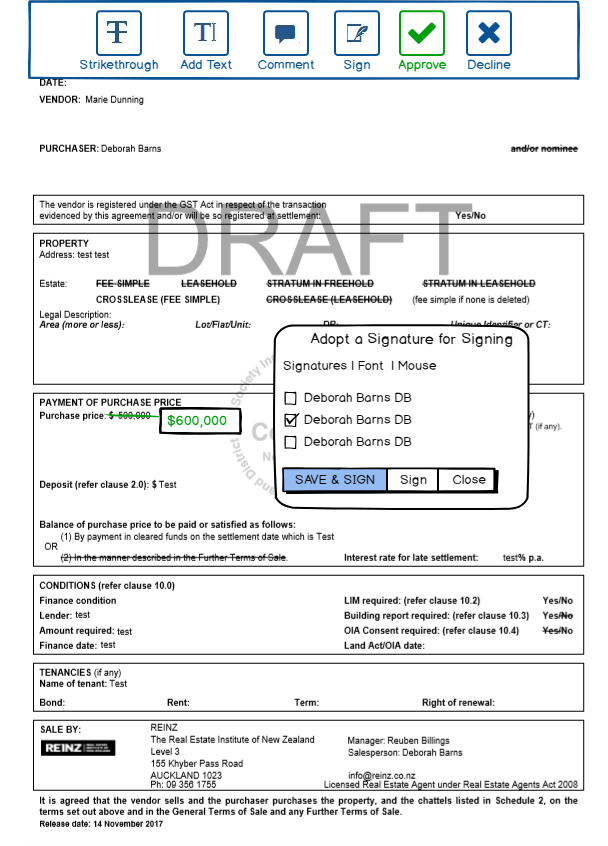 Strikethrough Add Text Comment Sign Approve Decline
DATE:
VENDOR: Marie Dunning
PURCHASER: Deborah Barns and/or nominee
The vendor is registered under the GST Act in respect of the transaction
evidenced by this agreement and/or will be so registered at settlement: Yes/No
DRAFT
PROPERTY
Address: test test
Estate: FEE SIMPLE LEASEHOLD STRATUM IN FREEHOLD STRATUM IN LEASEHOLD
CROSSLEASE (FEE SIMPLE) CROSSLEASE (LEASEHOLD) (fee simple if none is deleted)
Legal Description:
Area (more or less): Lot/Flat/Unit: DP: Unique Identifier or CT:
Adopt a Signature for Signing
Signatures | Font | Mouse
Deborah Barns DB
Deborah Barns DB
Deborah Barns DB
SAVE & SIGN Sign Close
PAYMENT OF PURCHASE PRICE
Purchase price: $ 500,000 $600,000
(if any).
Society
and District
Deposit (refer clause 2.0): $ Test
Balance of purchase price to be paid or satisfied as follows:
(1) By payment in cleared funds on the settlement date which is Test
OR
(2) In the manner described in the Further Terms of Sale. Interest rate for late settlement: test% p.a.
CONDITIONS (refer clause 10.0)
Finance condition LIM required: (refer clause 10.2) Yes/No
Lender: test Building report required: (refer clause 10.3) Yes/No
Amount required: test OIA Consent required: (refer clause 10.4) Yes/No
Finance date: test Land Act/OIA date:
TENANCIES (if any)
Name of tenant: Test
Bond: Rent: Term: Right of renewal:
SALE BY: REINZ
REINZ
The Real Estate Institute of New Zealand Manager: Reuben Billings
Level 3 Salesperson: Deborah Barns
155 Khyber Pass Road
AUCKLAND 1023 info@reinz.co.nz
Ph: 09 356 1755 Licensed Real Estate Agent under Real Estate Agents Act 2008
It is agreed that the vendor sells and the purchaser purchases the property, and the chattels listed in Schedule 2, on the
terms set out above and in the General Terms of Sale and any Further Terms of Sale.
Release date: 14 November 2017